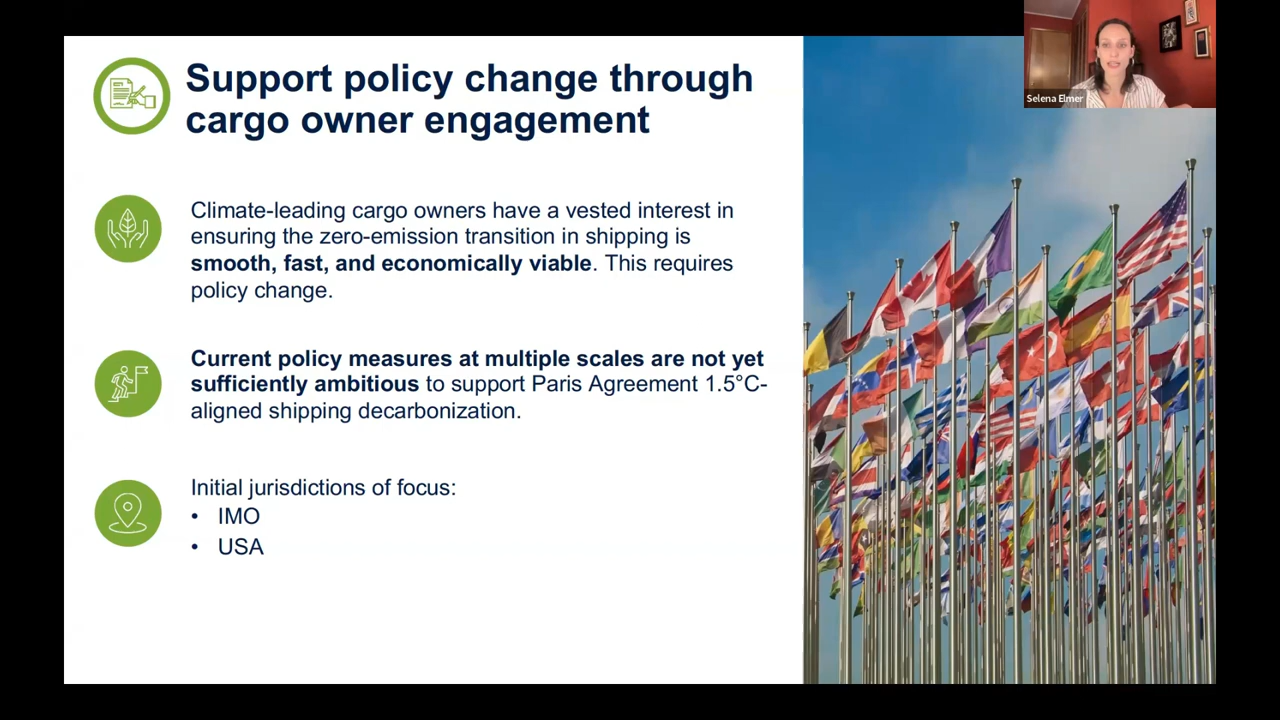 Support policy change through
cargo owner engagement
Climate-leading cargo owners have a vested interest in
ensuring the zero-emission transition in shipping is
smooth, fast, and economically viable. This requires
policy change.
Current policy measures at multiple scales are not yet
sufficiently ambitious to support Paris Agreement 1.5°C-
aligned shipping decarbonization.
Initial jurisdictions of focus:
• IMO
• USA
Selena Elmer